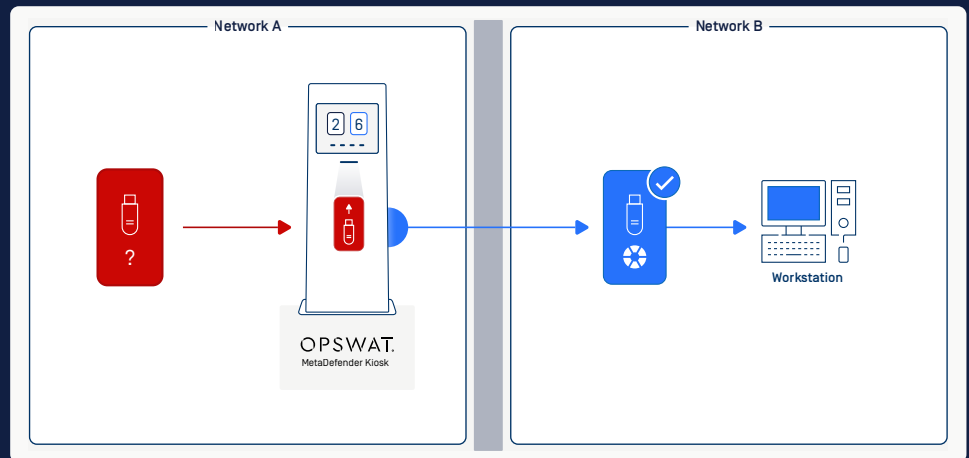 Network A
Network B
2 6
?
OPSWAT.
MetaDefender Kiosk
Workstation